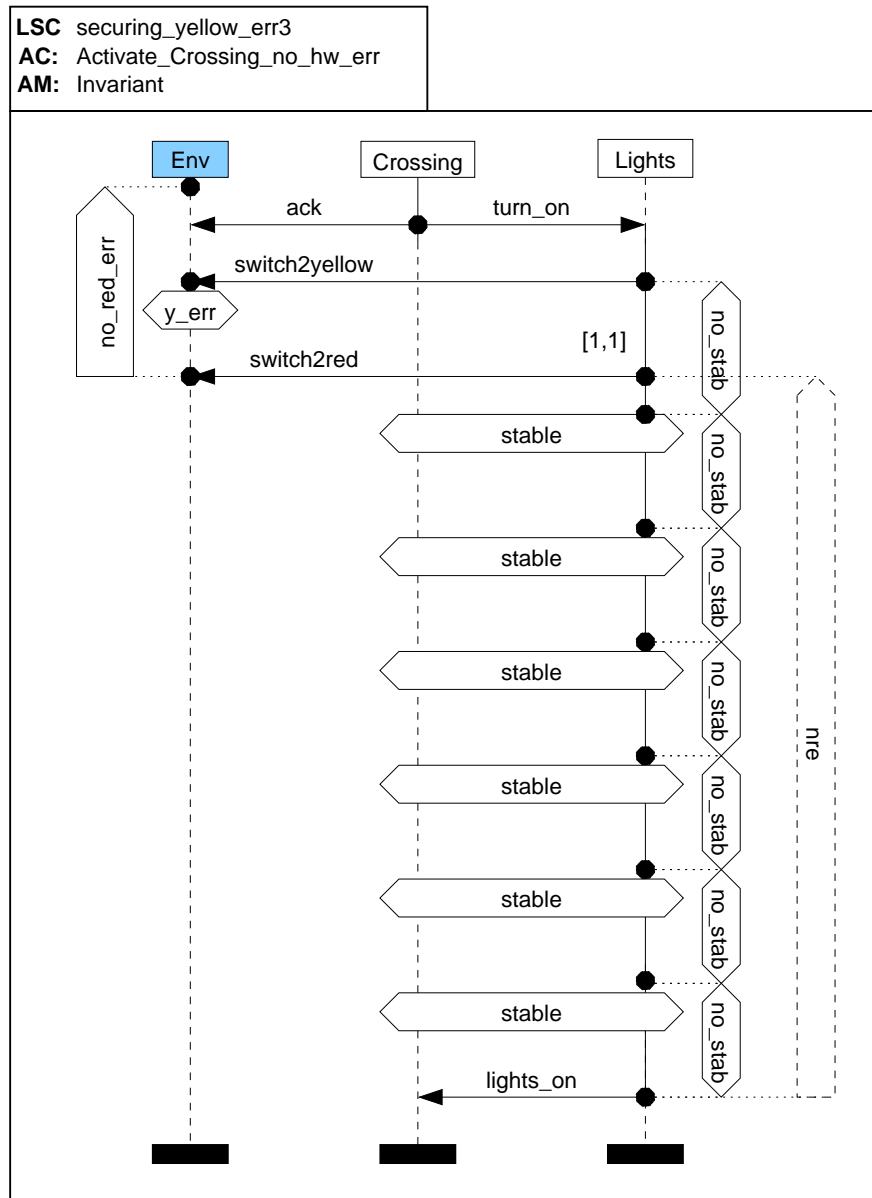 LSC securing_yellow_err3
AC: Activate_Crossing_no_hw_err
AM: Invariant
Env
Crossing
Lights
ack
turn_on
no_red_err
switch2yellow
y_err
[1,1]
switch2red
no_stab
stable
no_stab
stable
no_stab
stable
no_stab
stable
no_stab
nre
stable
no_stab
stable
no_stab
lights_on